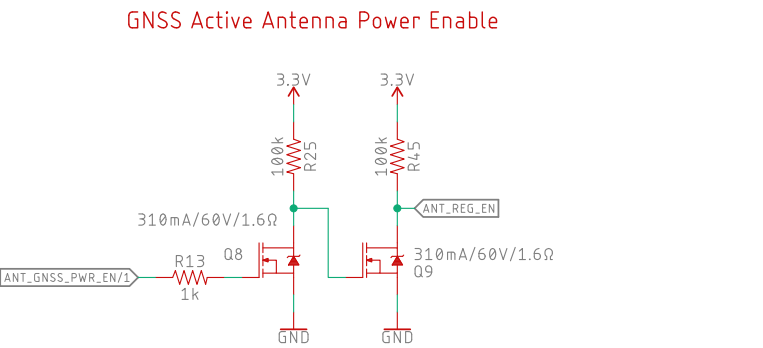 GNSS Active Antenna Power Enable
3.3V
3.3V
100k
R25
100k
R45
ANT_REG_EN
310mA/60V/1.6Ω
Q8
310mA/60V/1.6Ω
Q9
R13
ANT_GNSS_PWR_EN/1
1k
GND
GND